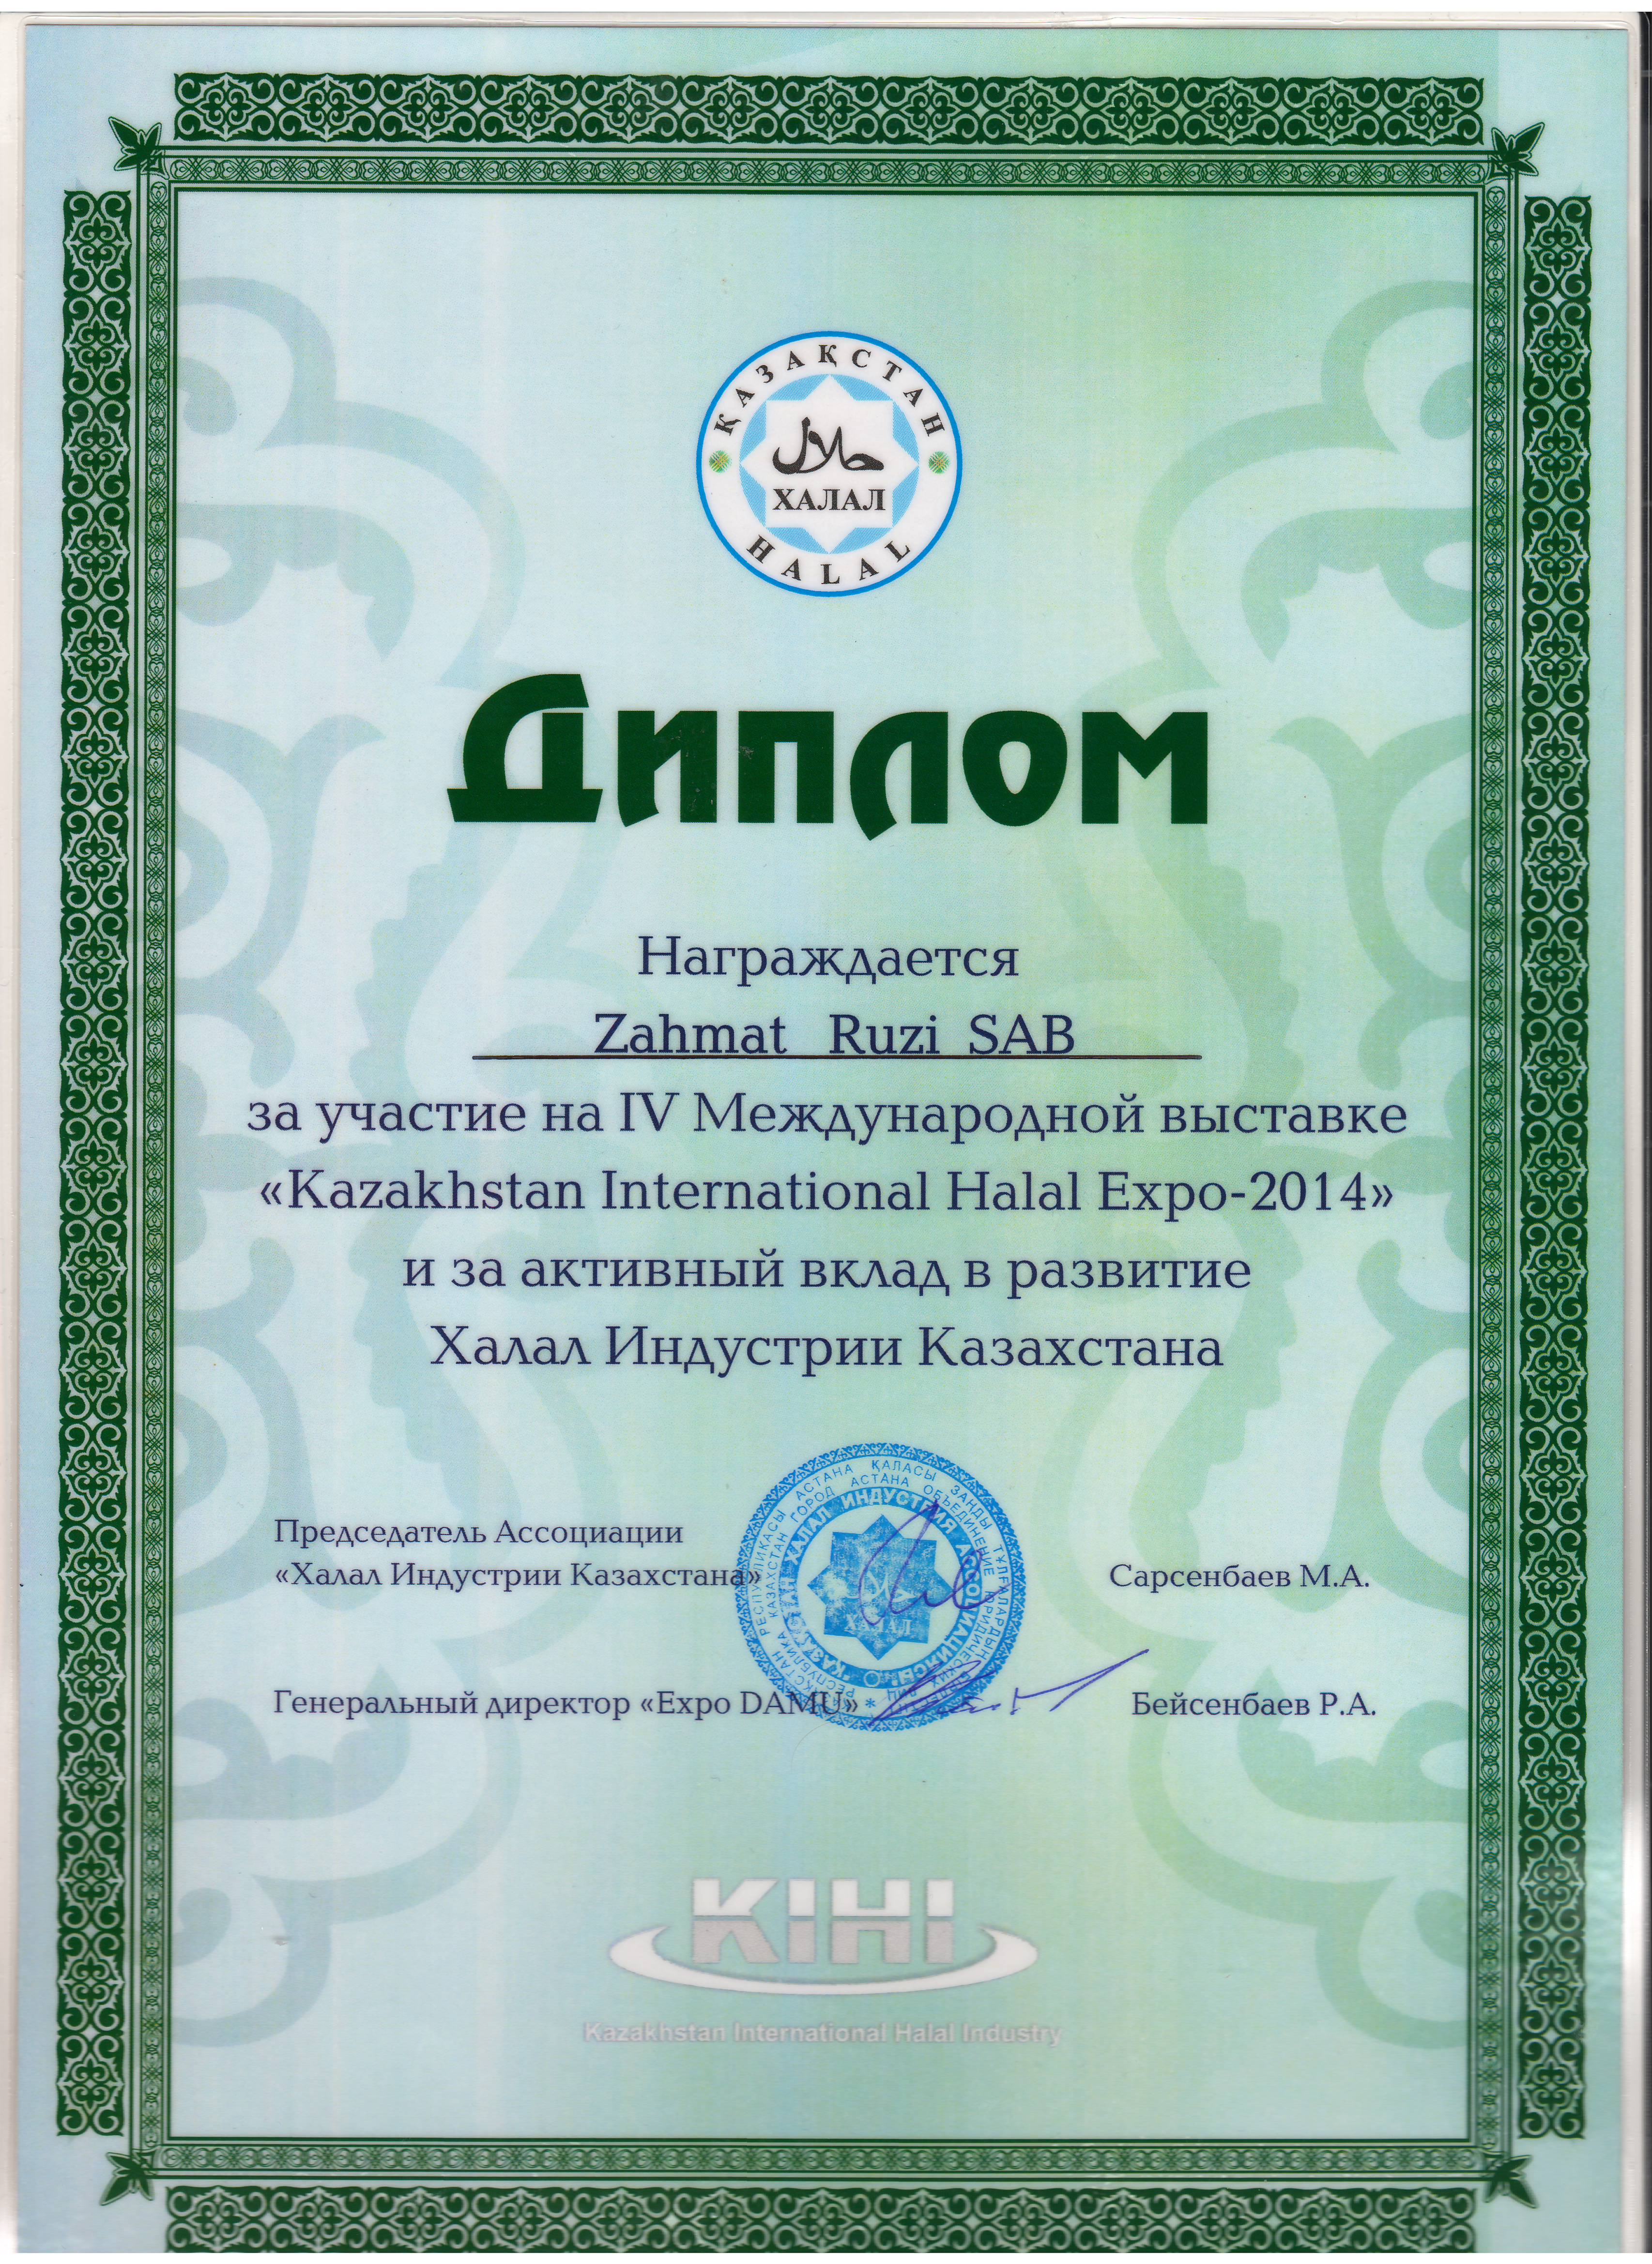 ҚАЗАҚСТАН
حلال
ХАЛАЛ
HALAL
Диплом
Награждается
Zahmat Ruzi SAB
за участие на IV Международной выставке
«Kazakhstan International Halal Expo-2014»
и за активный вклад в развитие
Халал Индустрии Казахстана
Председатель Ассоциации
«Халал Индустрии Казахстана»
Сарсенбаев М.А.
ХАЛАЛ
Генеральный директор «Expo DAMU»
Бейсенбаев Р.А.
KIHI
Kazakhstan International Halal Industry